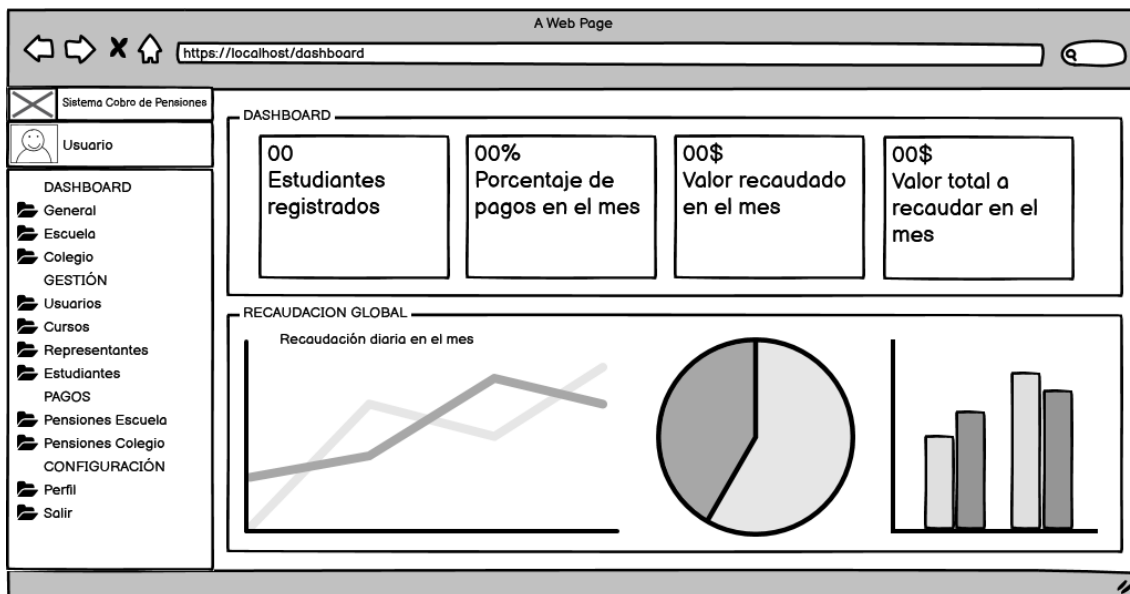 A Web Page
https://localhost/dashboard
Sistema Cobro de Pensiones
Usuario
DASHBOARD
General
Escuela
Colegio
GESTIÓN
Usuarios
Cursos
Representantes
Estudiantes
PAGOS
Pensiones Escuela
Pensiones Colegio
CONFIGURACIÓN
Perfil
Salir
DASHBOARD
00
Estudiantes
registrados
00%
Porcentaje de
pagos en el mes
00$
Valor recaudado
en el mes
00$
Valor total a
recaudar en el
mes
RECAUDACION GLOBAL
Recaudación diaria en el mes